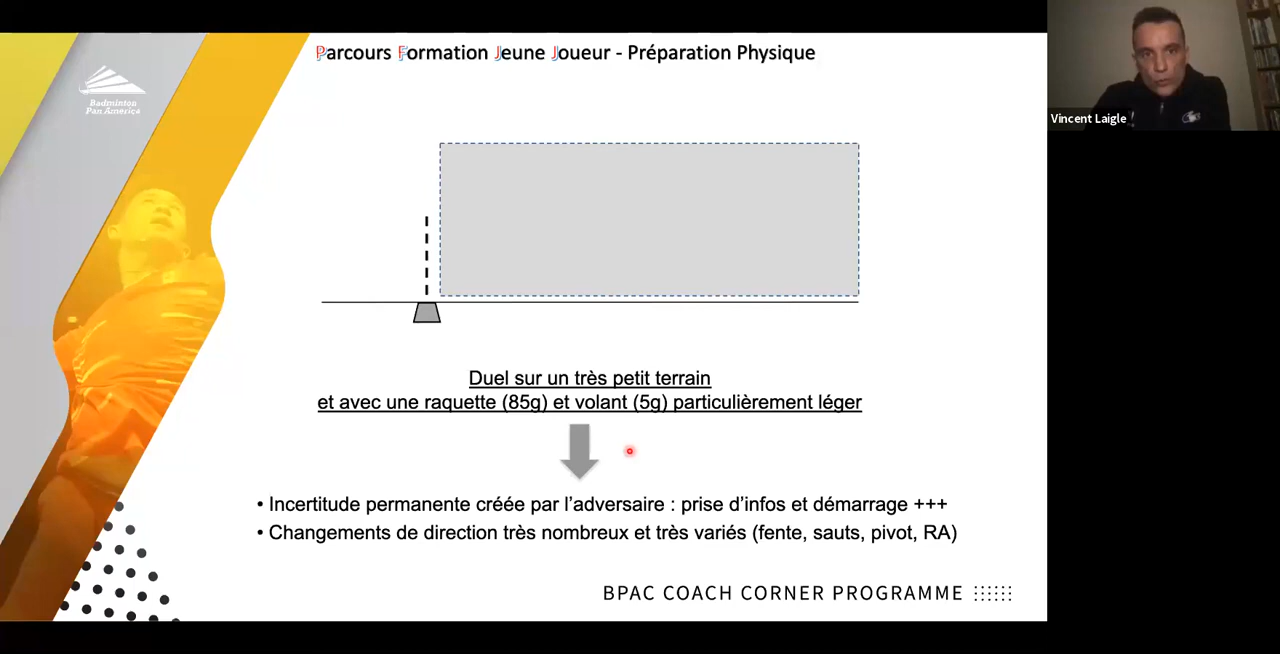 Parcours Formation Jeune Joueur - Préparation Physique
Badminton
Pan America
Vincent Laigle
Duel sur un très petit terrain
et avec une raquette (85g) et volant (5g) particulièrement léger
• Incertitude permanente créée par l’adversaire : prise d’infos et démarrage +++
• Changements de direction très nombreux et très variés (fente, sauts, pivot, RA)
BPAC COACH CORNER PROGRAMME